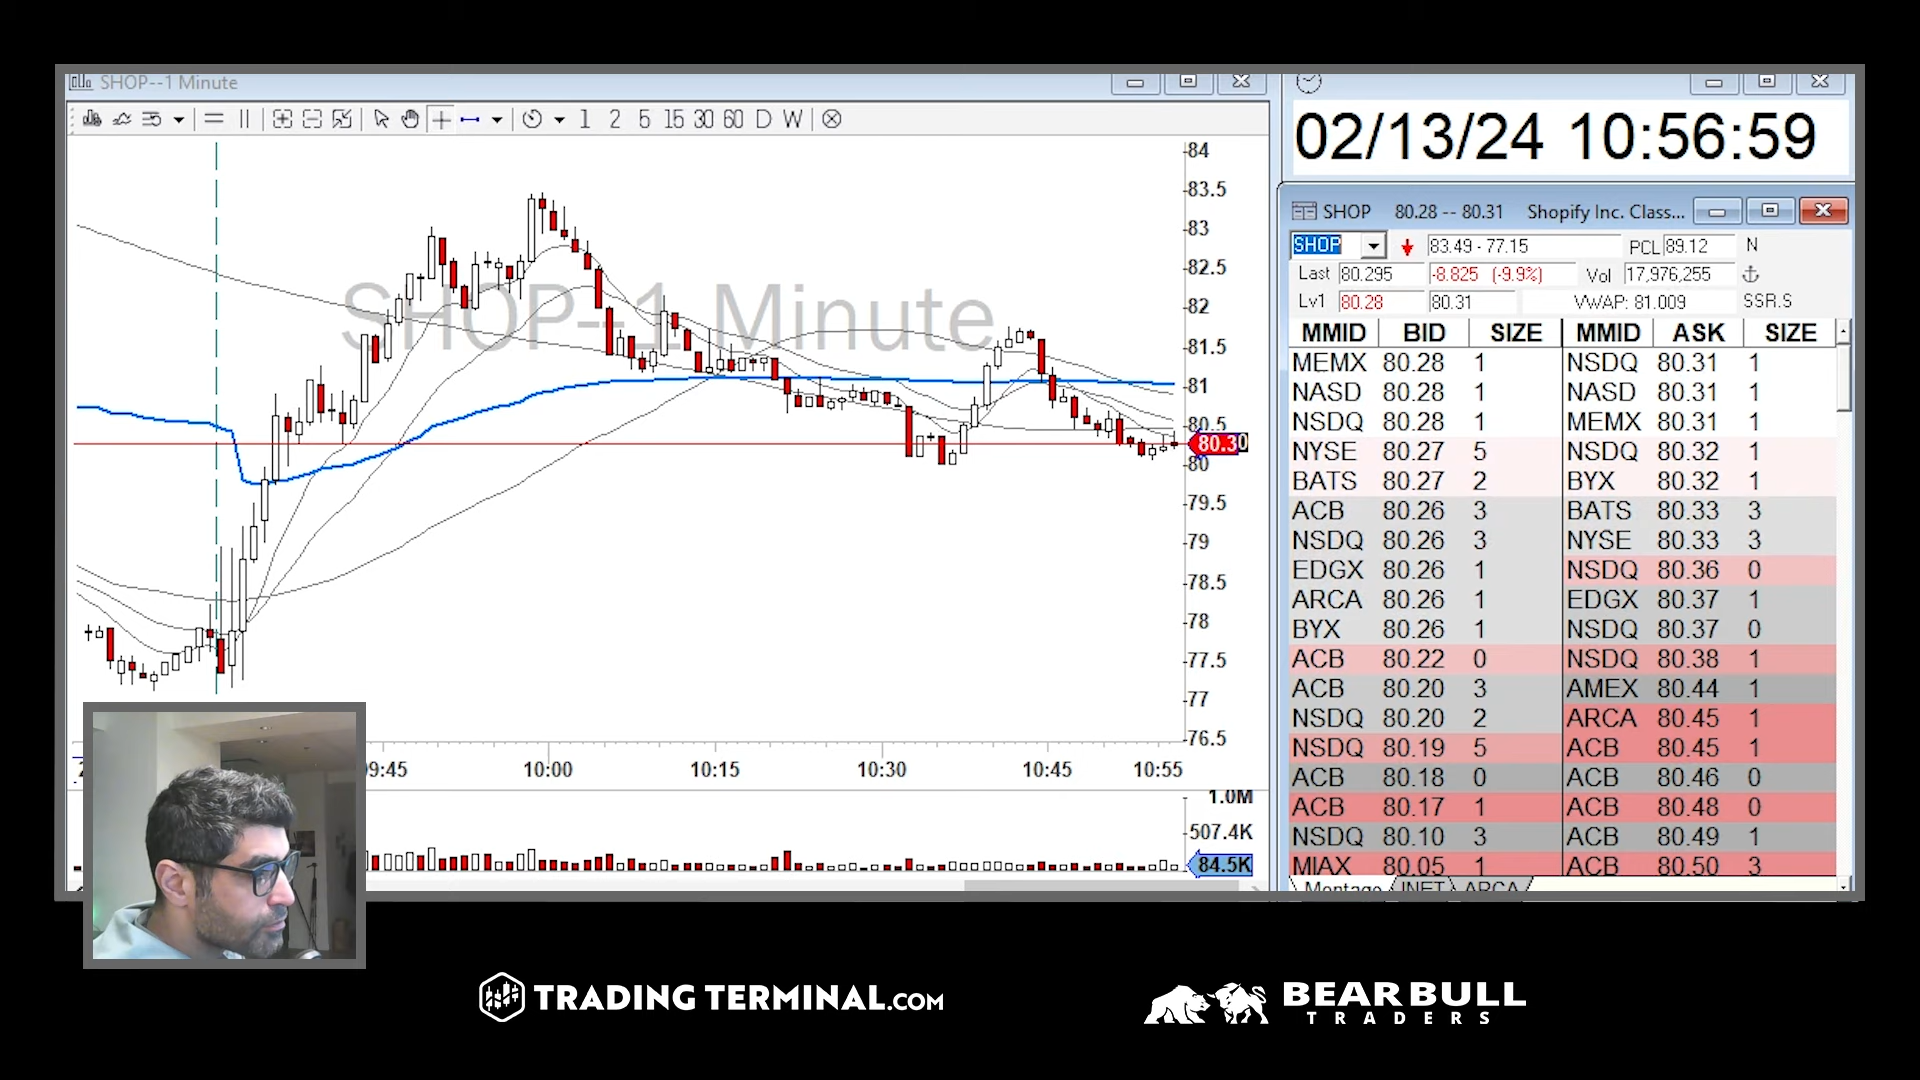 SHOP--1 Minute
1 2 5 15 30 60 D W
SHOP--1 Minute
84
83.5
83
82.5
82
81.5
81
80.5
80.30
80
79.5
79
78.5
78
77.5
77
76.5
09:45 10:00 10:15 10:30 10:45 10:55
1.0M
507.4K
84.5K
02/13/24 10:56:59
SHOP 80.28 -- 80.31 Shopify Inc. Class...
SHOP 83.49 - 77.15 PCL 89.12 N
Last 80.295 -8.825 (-9.9%) Vol 17,976,255
Lv1 80.28 80.31 VWAP: 81.009 SSR.S
MMID BID SIZE MMID ASK SIZE
MEMX 80.28 1 NSDQ 80.31 1
NASD 80.28 1 NASD 80.31 1
NSDQ 80.28 1 MEMX 80.31 1
NYSE 80.27 5 NSDQ 80.32 1
BATS 80.27 2 BYX 80.32 1
ACB 80.26 3 BATS 80.33 3
NSDQ 80.26 3 NYSE 80.33 3
EDGX 80.26 1 NSDQ 80.36 0
ARCA 80.26 1 EDGX 80.37 1
BYX 80.26 1 NSDQ 80.37 0
ACB 80.22 0 NSDQ 80.38 1
ACB 80.20 3 AMEX 80.44 1
NSDQ 80.20 2 ARCA 80.45 1
NSDQ 80.19 5 ACB 80.45 1
ACB 80.18 0 ACB 80.46 0
ACB 80.17 1 ACB 80.48 0
NSDQ 80.10 3 ACB 80.49 1
MIAX 80.05 1 ACB 80.50 3
Montage INET ARCA
TRADING TERMINAL.COM
BEAR BULL
TRADERS